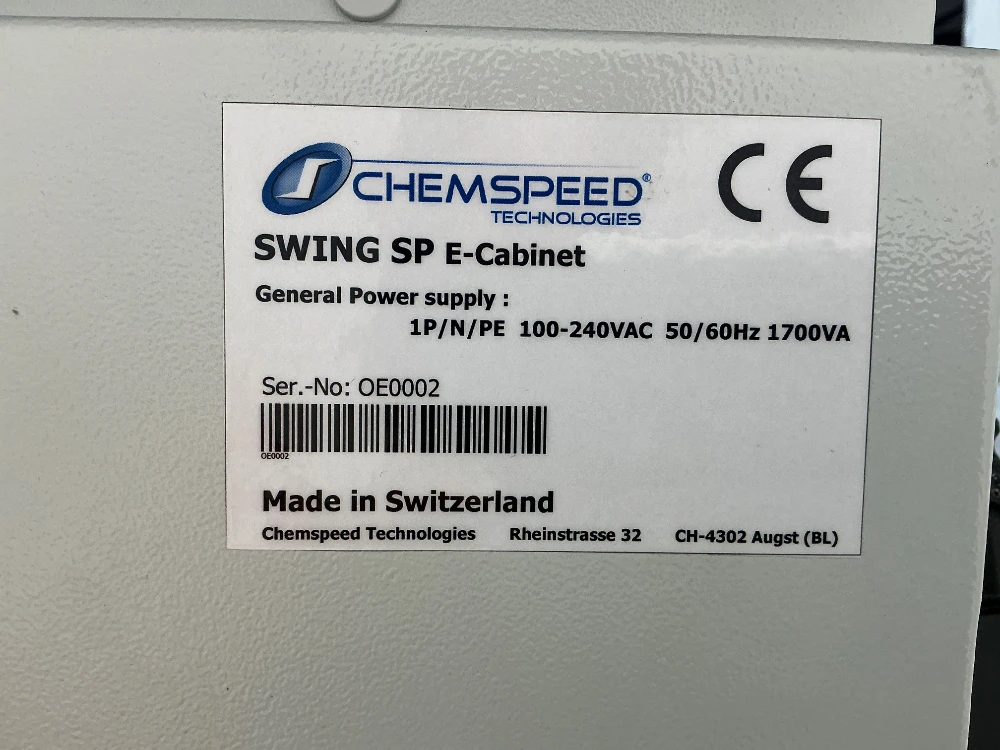 CHEMSPEED®
TECHNOLOGIES
CE
SWING SP E-Cabinet
General Power supply :
1P/N/PE 100-240VAC 50/60Hz 1700VA
Ser.-No: OE0002
OE0002
Made in Switzerland
Chemspeed Technologies Rheinstrasse 32 CH-4302 Augst (BL)